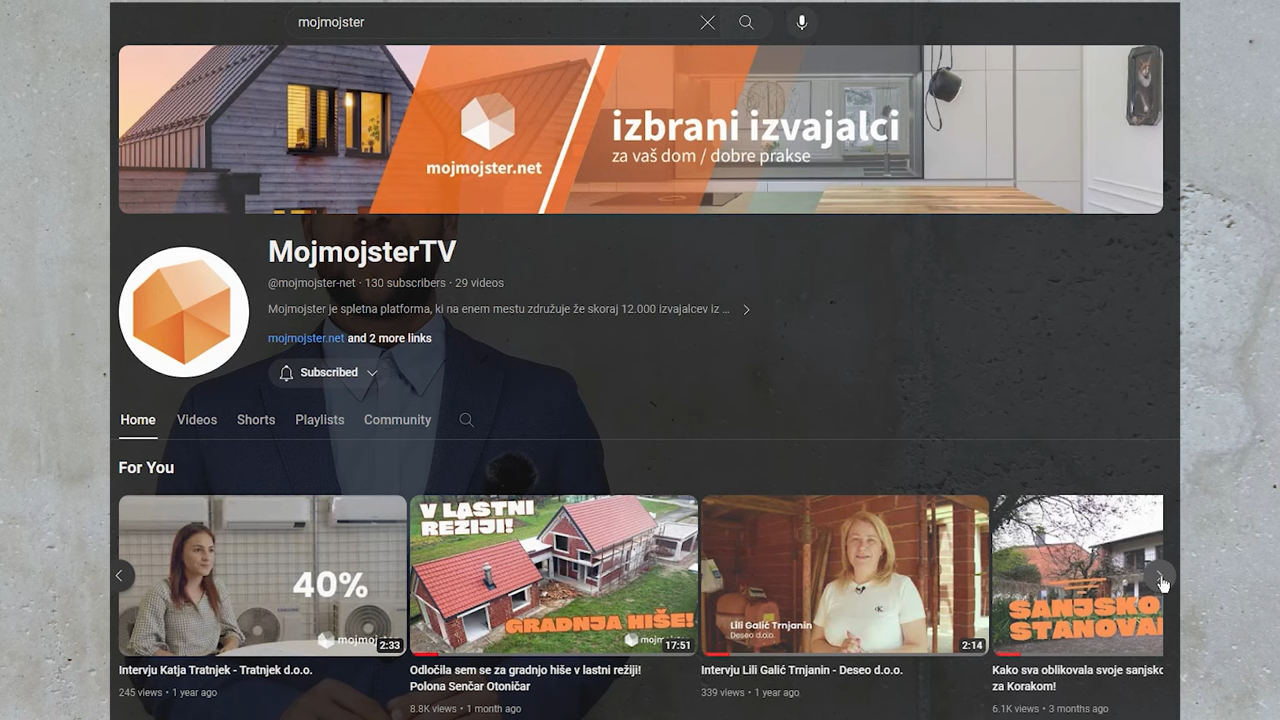 mojmojster
mojmojster.net
izbrani izvajalci
za vaš dom / dobre prakse
MojmojsterTV
@mojmojster-net · 130 subscribers · 29 videos
Mojmojster je spletna platforma, ki na enem mestu združuje že skoraj 12.000 izvajalcev iz ...
mojmojster.net and 2 more links
Subscribed
Home Videos Shorts Playlists Community
For You
40%
2:33
V LASTNI
REŽIJI!
GRADNJA HIŠE!
17:51
Lili Galić Trnjanin
Deseo d.o.o.
2:14
SANJSKO
Intervju Katja Tratnjek - Tratnjek d.o.o.
245 views • 1 year ago
Odločila sem se za gradnjo hiše v lastni režiji!
Polona Senčar Otoničar
8.8K views • 1 month ago
Intervju Lili Galić Trnjanin - Deseo d.o.o.
339 views • 1 year ago
Kako sva oblikovala svoje sanjsko
za Korakom!
6.1K views • 3 months ago